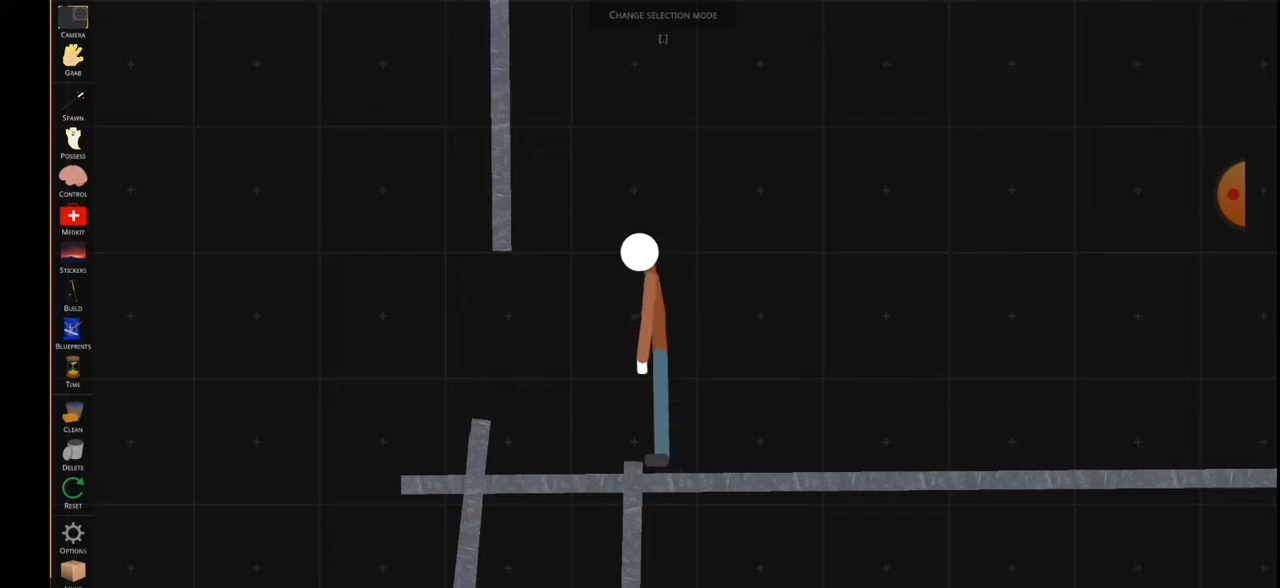 CHANGE SELECTION MODE
[.]
CAMERA
GRAB
SPAWN
POSSESS
CONTROL
MEDKIT
STICKERS
BUILD
BLUEPRINTS
TIME
CLEAN
DELETE
RESET
OPTIONS